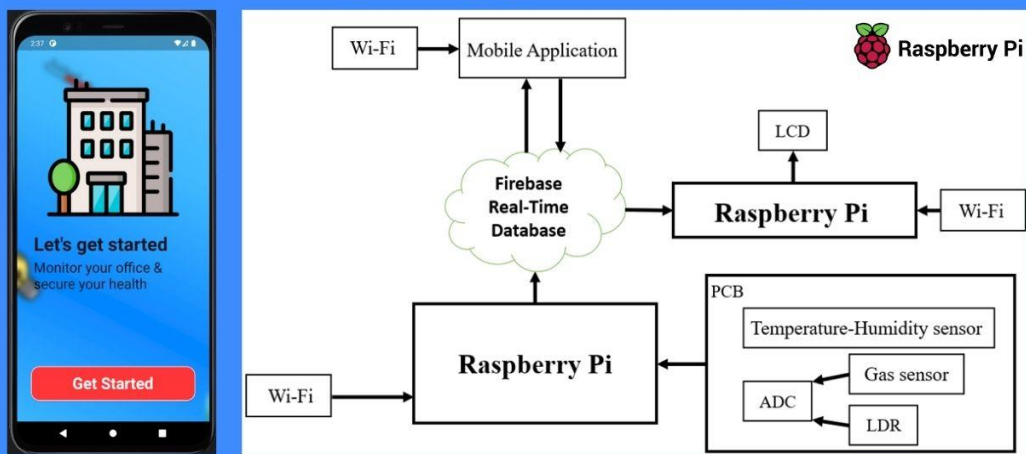 2:37
Let's get started
Monitor your office &
secure your health
Get Started
Wi-Fi
Mobile Application
Raspberry Pi
LCD
Firebase
Real-Time
Database
Raspberry Pi
Wi-Fi
PCB
Temperature-Humidity sensor
Raspberry Pi
Gas sensor
ADC
Wi-Fi
LDR